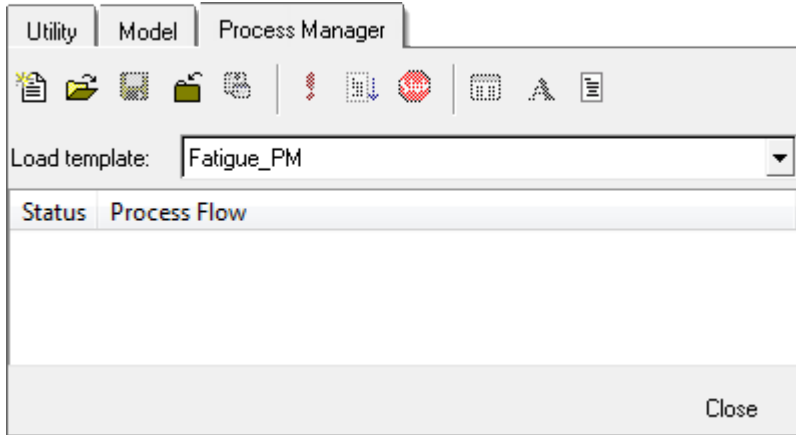 Utility Model Process Manager
Load template: Fatigue_PM
Status Process Flow
Close